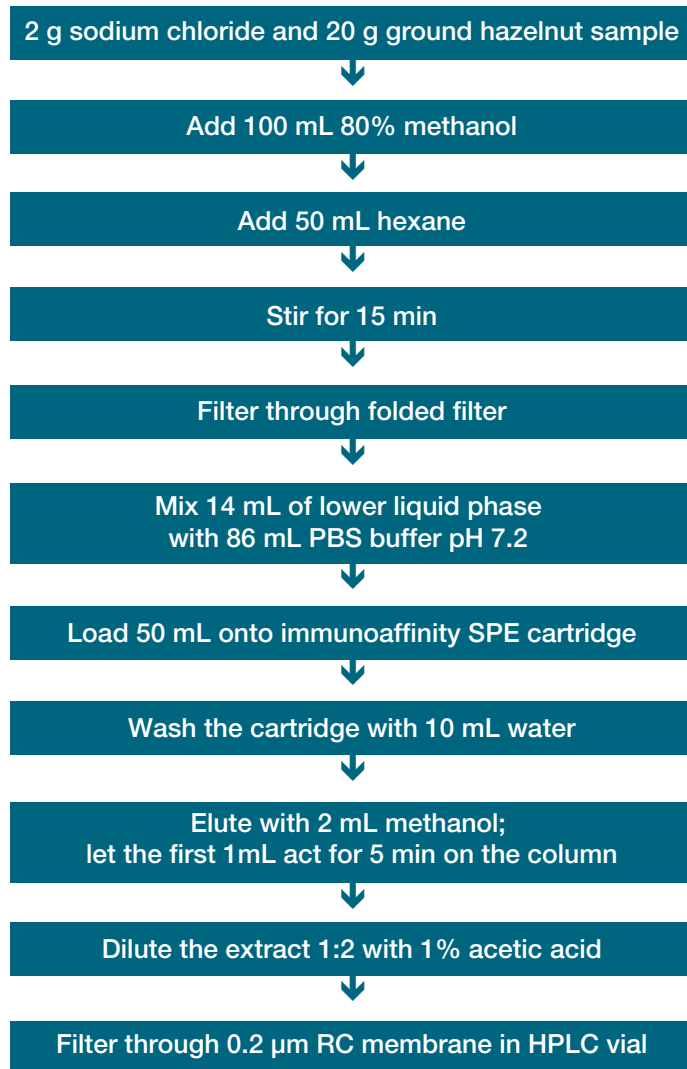 2 g sodium chloride and 20 g ground hazelnut sample
Add 100 mL 80% methanol
Add 50 mL hexane
Stir for 15 min
Filter through folded filter
Mix 14 mL of lower liquid phase
with 86 mL PBS buffer pH 7.2
Load 50 mL onto immunoaffinity SPE cartridge
Wash the cartridge with 10 mL water
Elute with 2 mL methanol;
let the first 1mL act for 5 min on the column
Dilute the extract 1:2 with 1% acetic acid
Filter through 0.2 µm RC membrane in HPLC vial